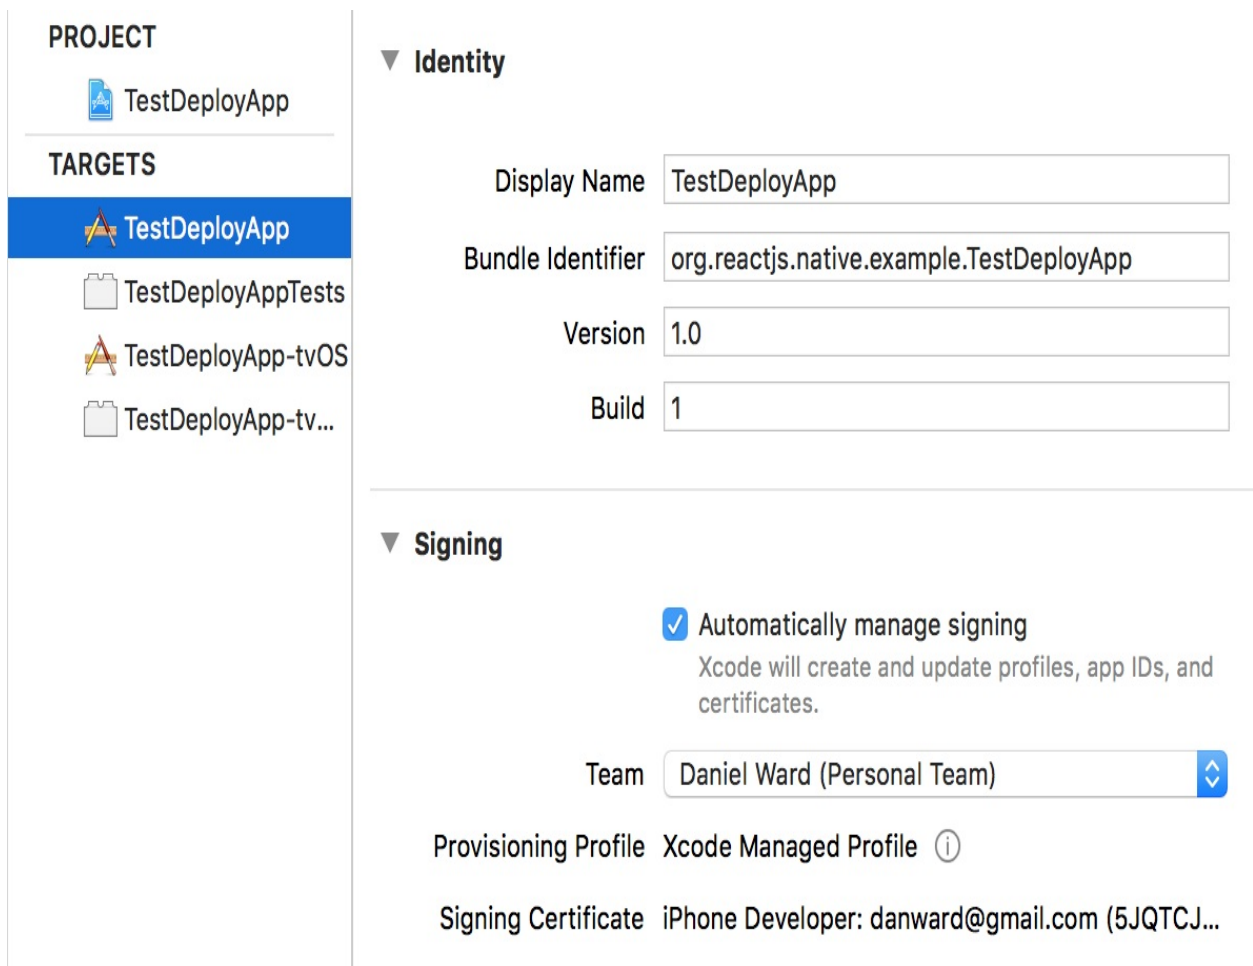 PROJECT
TestDeployApp
TARGETS
TestDeployApp
TestDeployAppTests
TestDeployApp-tvOS
TestDeployApp-tv...
Identity
Display Name TestDeployApp
Bundle Identifier org.reactjs.native.example.TestDeployApp
Version 1.0
Build 1
Signing
Automatically manage signing
Xcode will create and update profiles, app IDs, and
certificates.
Team Daniel Ward (Personal Team)
Provisioning Profile Xcode Managed Profile
Signing Certificate iPhone Developer: danward@gmail.com (5JQTCJ...